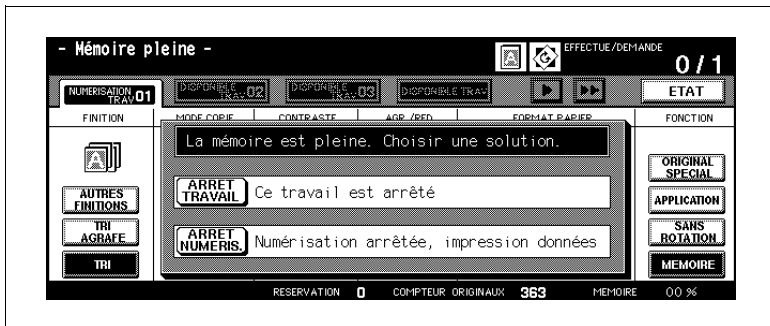 - Mémoire pleine -
EFFECTUE/DEMANDE
0 / 1
NUMERISATION
TRAV 01
DISPONIBLE
TRAV. 02
DISPONIBLE
TRAV. 03
DISPONIBLE TRAV
ETAT
FINITION MODE COPIE CONTRASTE AGR./RED. FORMAT PAPIER FONCTION
La mémoire est pleine. Choisir une solution.
ARRET
TRAVAIL
Ce travail est arrêté
ARRET
NUMERIS.
Numérisation arrêtée, impression données
AUTRES
FINITIONS
TRI
AGRAFE
TRI
ORIGINAL
SPECIAL
APPLICATION
SANS
ROTATION
MEMOIRE
RESERVATION 0 COMPTEUR ORIGINAUX 363 MEMOIRE 00 %